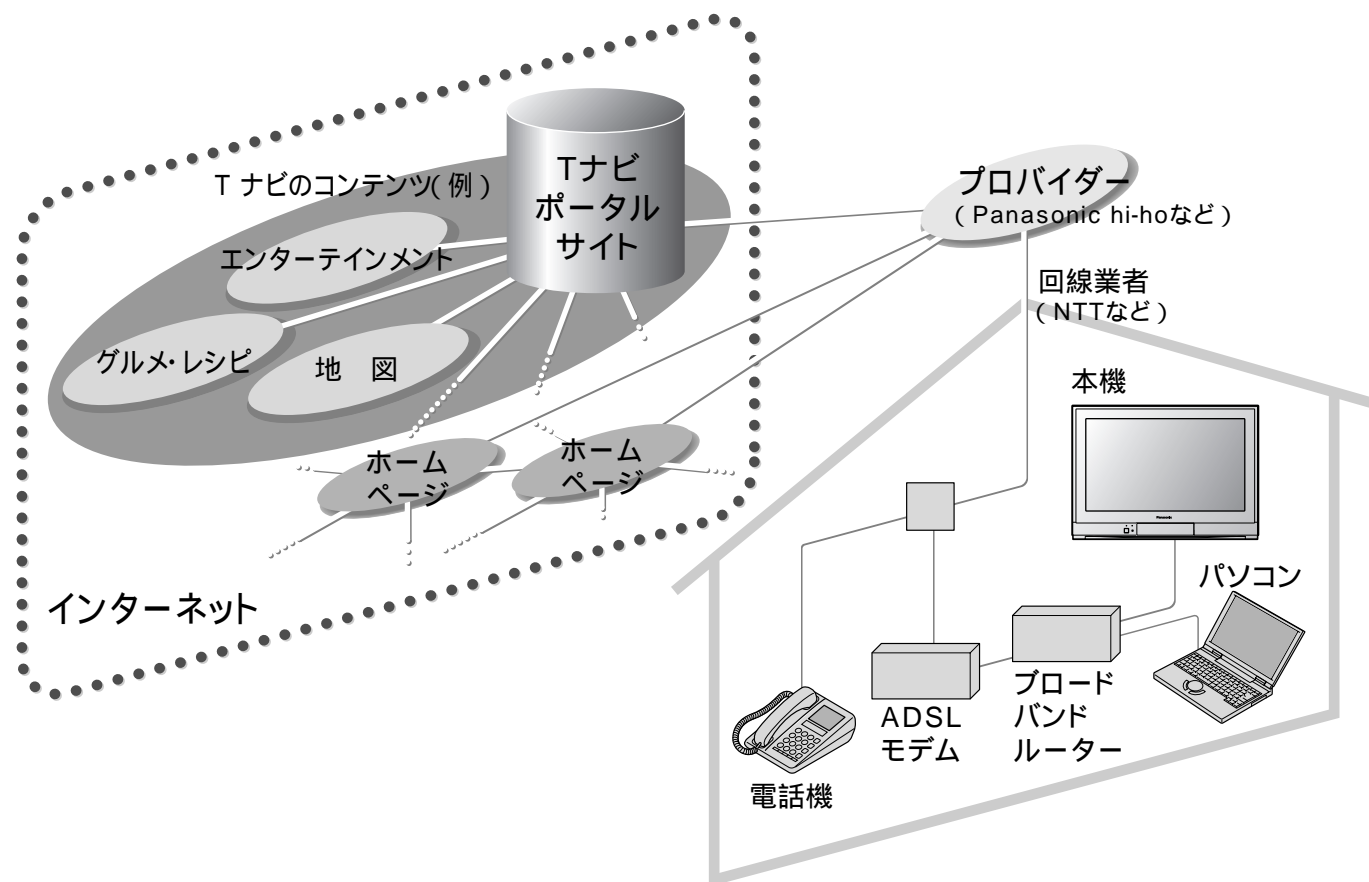 Tナビのコンテンツ(例)
Tナビ
ポータル
サイト
エンターテインメント
グルメ・レシピ
地 図
ホーム
ページ
ホーム
ページ
インターネット
プロバイダー
(Panasonic hi-hoなど)
回線業者
(NTTなど)
本機
Panasonic
パソコン
ブロード
バンド
ルーター
ADSL
モデム
電話機